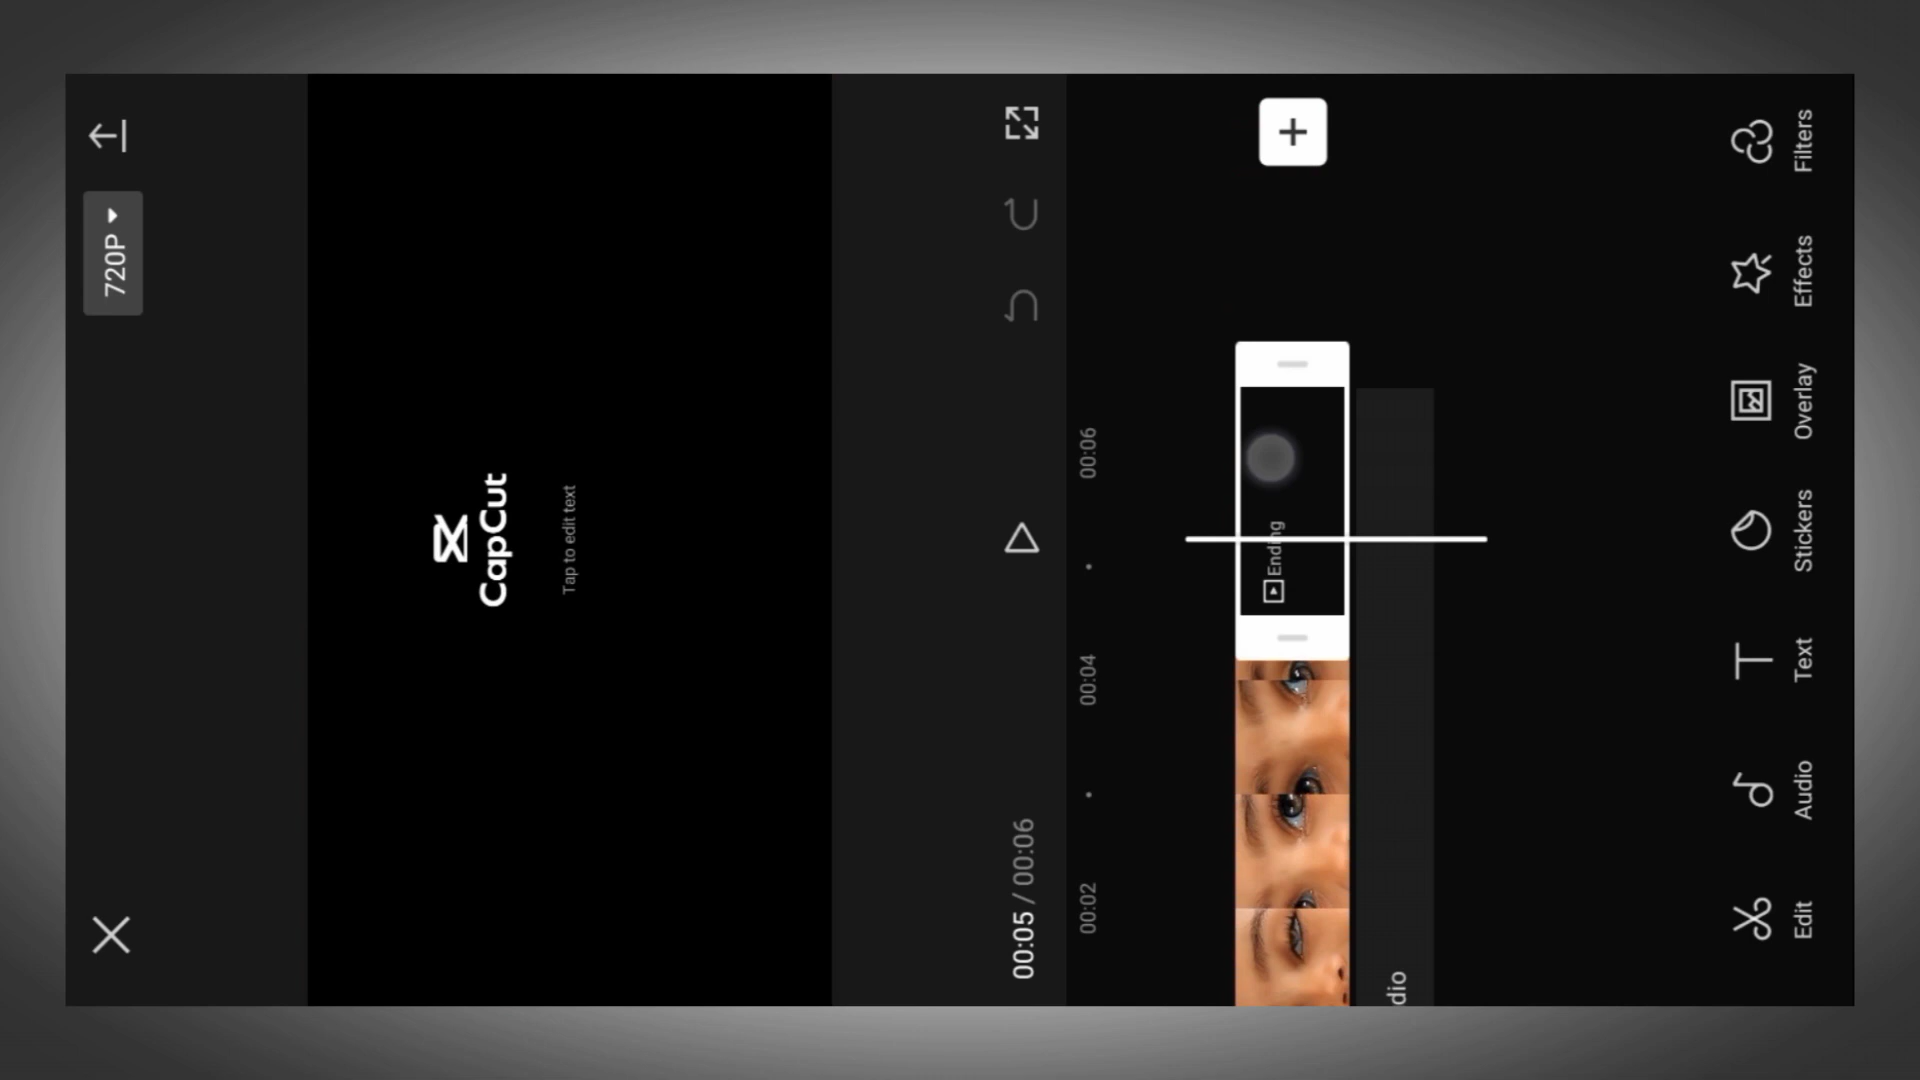 720P
CapCut
Tap to edit text
00:05 / 00:06
00:02
00:04
00:06
Ending
dio
Edit
Audio
Text
Stickers
Overlay
Effects
Filters